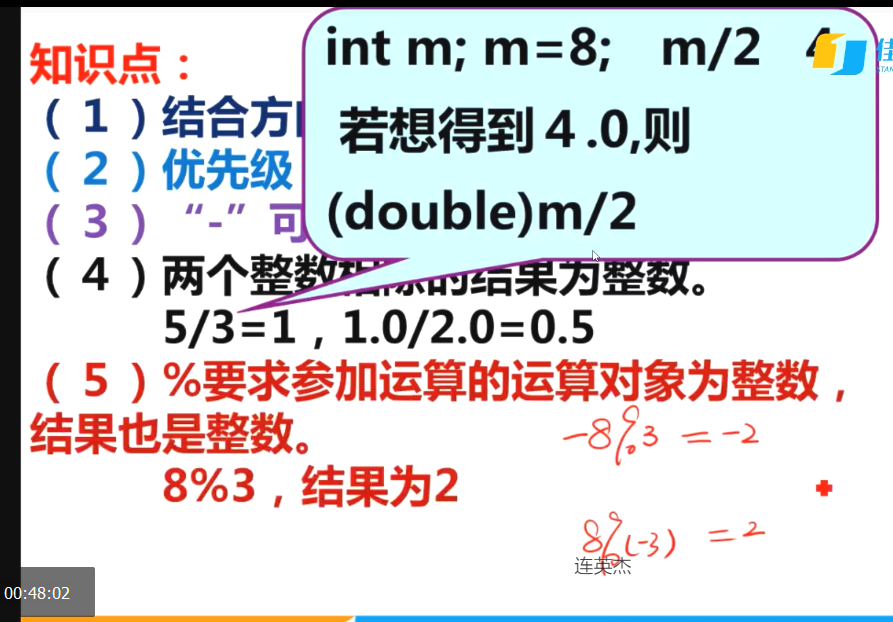 知识点：
（1）结合方
（2）优先级
（3）“-”可
（4）两个整数相除的结果为整数。
5/3=1，1.0/2.0=0.5
（5）%要求参加运算的运算对象为整数，
结果也是整数。
8%3，结果为2
int m; m=8; m/2 4
若想得到4.0,则
(double)m/2
-8%3 =-2
8%(-3) =2
连英杰
00:48:02